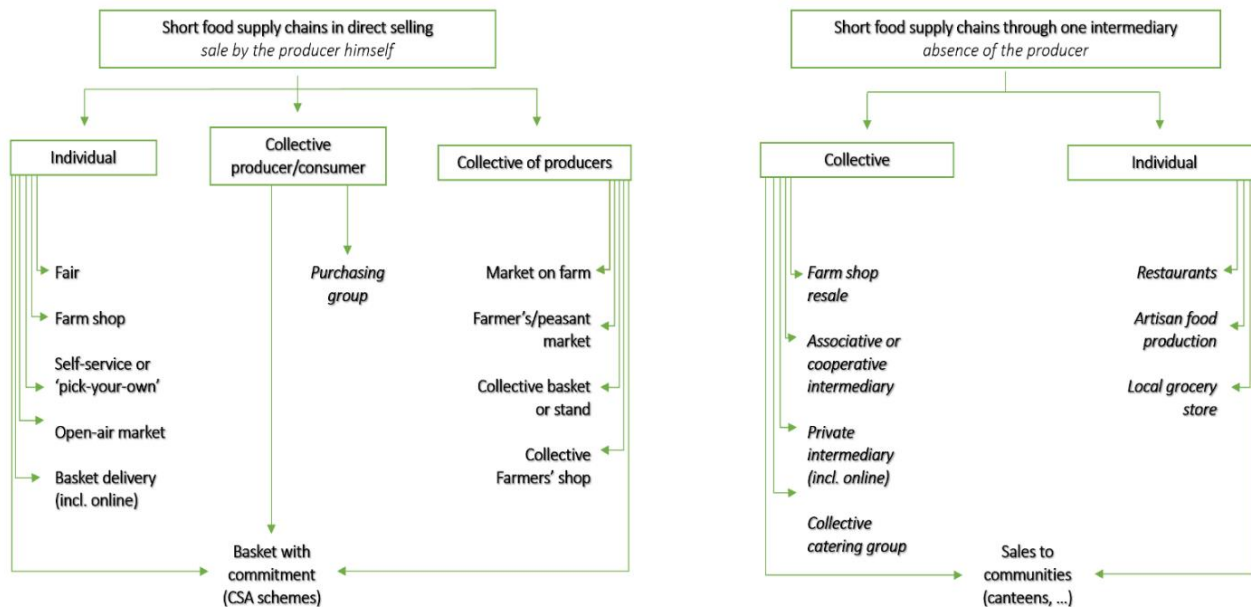 Short food supply chains in direct selling
sale by the producer himself
Individual
Collective
producer/consumer
Collective of producers
Fair
Farm shop
Self-service or
‘pick-your-own’
Open-air market
Basket delivery
(incl. online)
Purchasing
group
Market on farm
Farmer’s/peasant
market
Collective basket
or stand
Collective
Farmers’ shop
Basket with
commitment
(CSA schemes)
Short food supply chains through one intermediary
absence of the producer
Collective
Individual
Farm shop
resale
Associative or
cooperative
intermediary
Private
intermediary
(incl. online)
Collective
catering group
Restaurants
Artisan food
production
Local grocery
store
Sales to
communities
(canteens, ...)